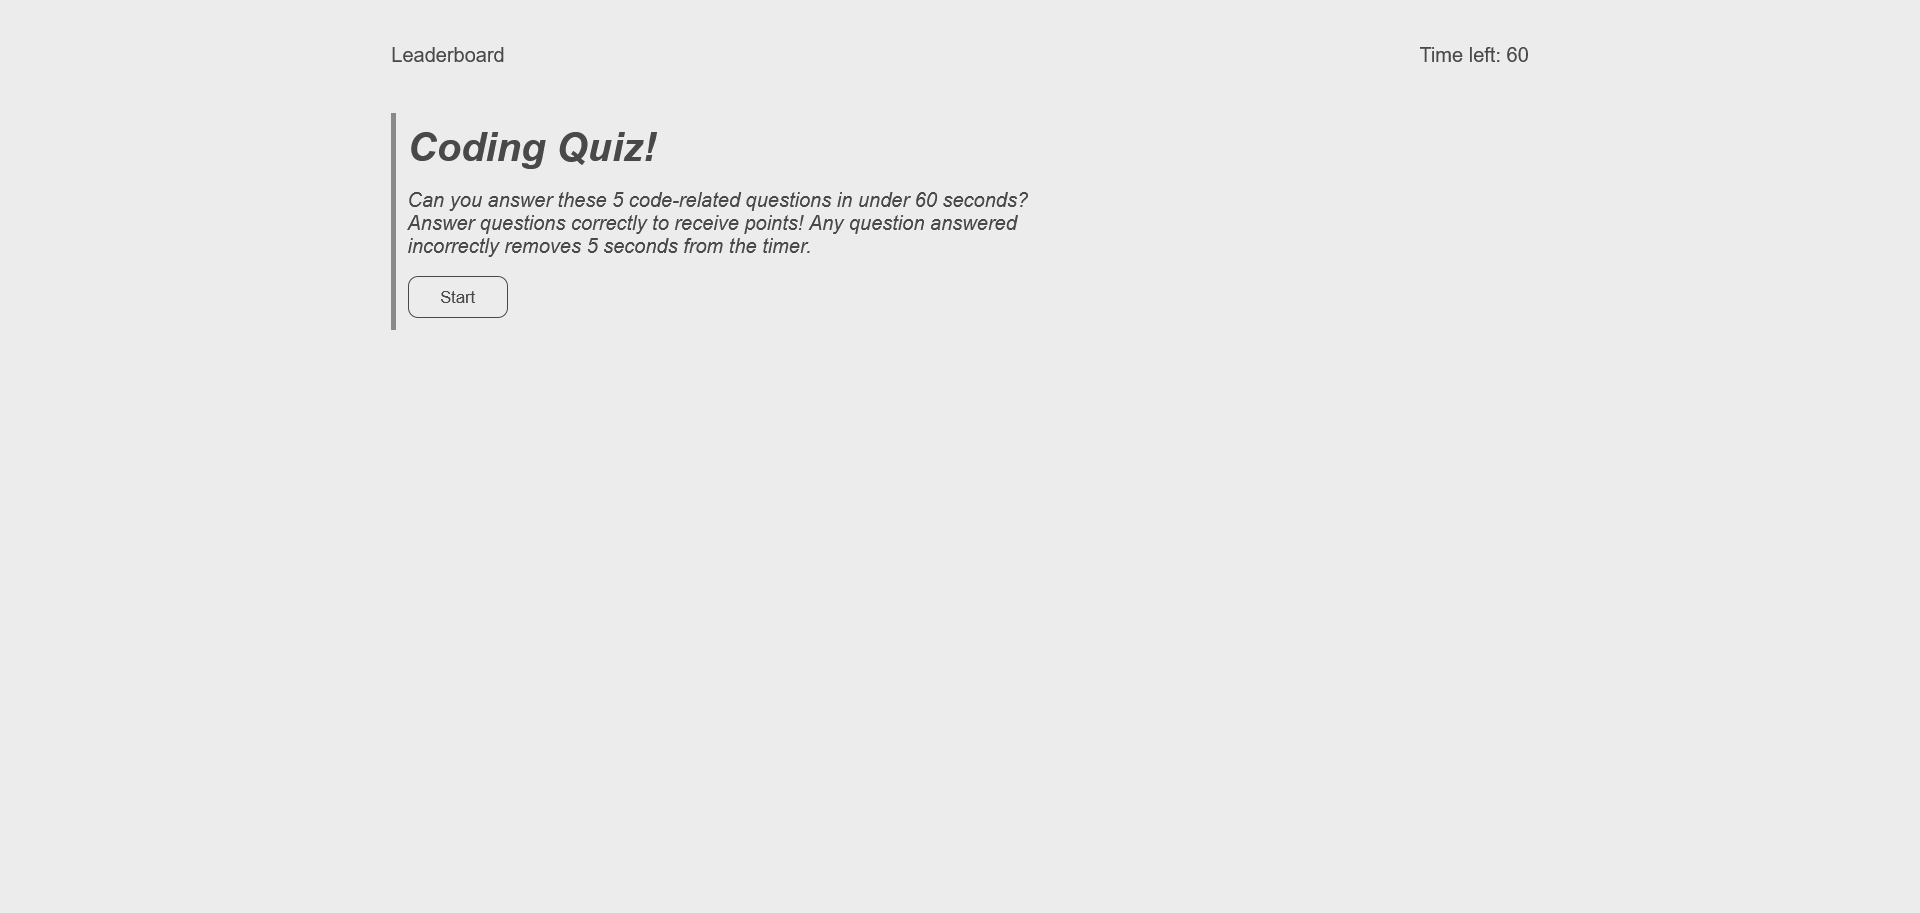 Leaderboard
Time left: 60
Coding Quiz!
Can you answer these 5 code-related questions in under 60 seconds?
Answer questions correctly to receive points! Any question answered
incorrectly removes 5 seconds from the timer.
Start